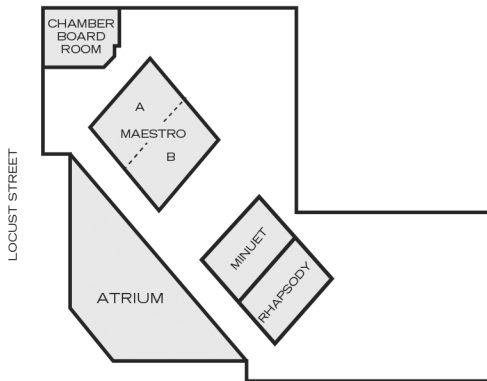 CHAMBER
BOARD
ROOM
A
MAESTRO
B
LOCUST STREET
MINUET
RHAPSODY
ATRIUM